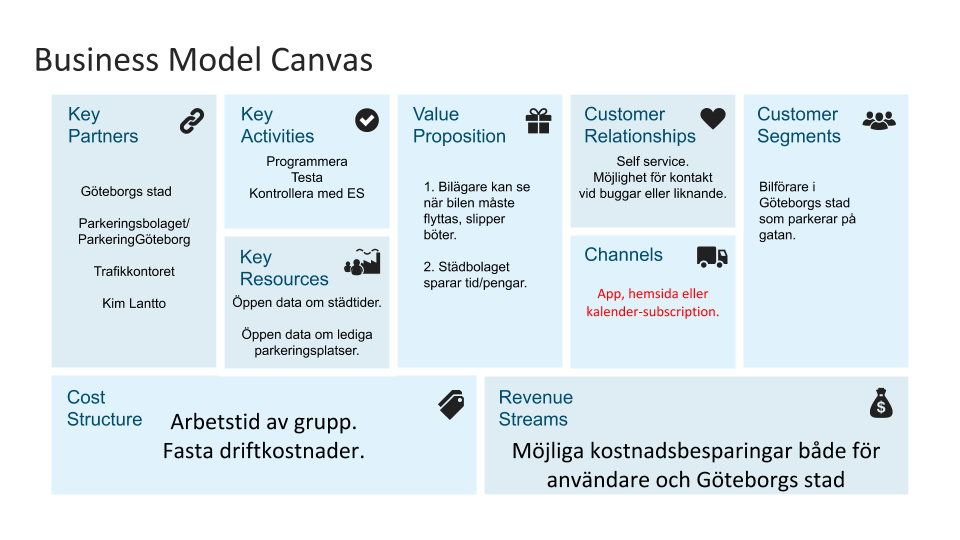 Business Model Canvas
Key
Partners
Göteborgs stad
Parkeringsbolaget/
ParkeringGöteborg
Trafikkontoret
Kim Lantto
Key
Activities
Programmera
Testa
Kontrollera med ES
Key
Resources
Öppen data om städtider.
Öppen data om lediga
parkeringsplatser.
Value
Proposition
1. Bilägare kan se
när bilen måste
flyttas, slipper
böter.
2. Städbolaget
sparar tid/pengar.
Customer
Relationships
Self service.
Möjlighet för kontakt
vid buggar eller liknande.
Channels
App, hemsida eller
kalender-subscription.
Customer
Segments
Bilförare i
Göteborgs stad
som parkerar på
gatan.
Cost
Structure
Arbetstid av grupp.
Fasta driftkostnader.
Revenue
Streams
$
Möjliga kostnadsbesparingar både för
användare och Göteborgs stad